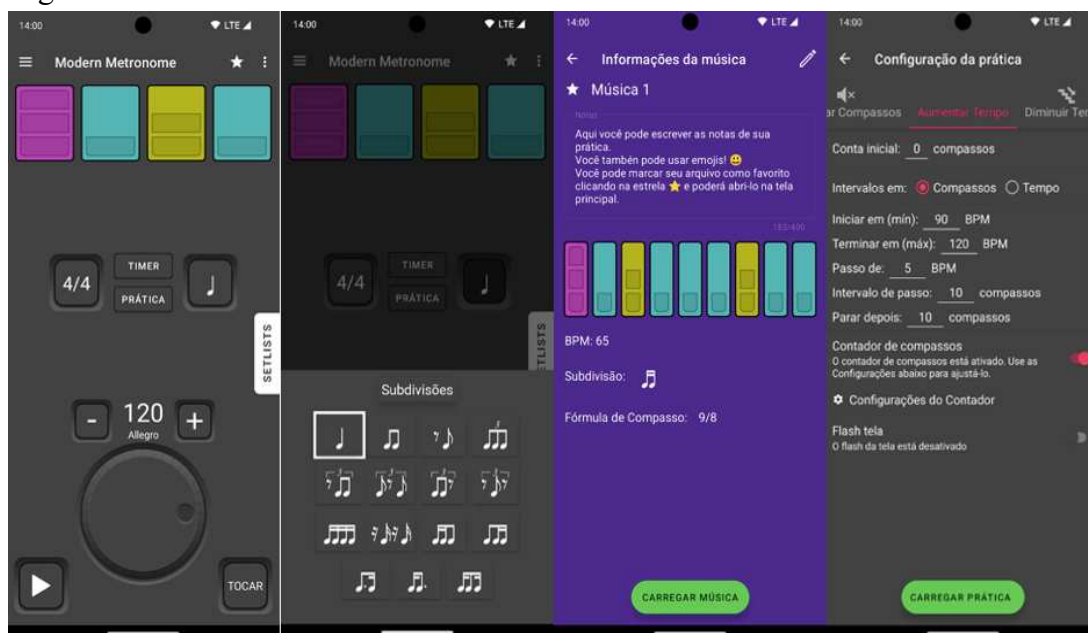 14:00
LTE
Modern Metronome
4/4
TIMER
PRÁTICA
SETLISTS
-
120
+
Allegro
TOCAR
14:00
LTE
Modern Metronome
4/4
TIMER
PRÁTICA
SETLISTS
Subdivisões
14:00
LTE
Informações da música
Música 1
Notas
Aqui você pode escrever as notas de sua
prática.
Você também pode usar emojis! 😃
Você pode marcar seu arquivo como favorito
clicando na estrela ⭐ e poderá abri-lo na tela
principal.
BPM: 65
Subdivisão:
Fórmula de Compasso: 9/8
CARREGAR MÚSICA
14:00
LTE
Configuração da prática
ar Compassos Aumentar Tempo Diminuir Te
Conta inicial: 0 compassos
Intervalos em: Compassos Tempo
Iniciar em (mín): 90 BPM
Terminar em (máx): 120 BPM
Passo de: 5 BPM
Intervalo de passo: 10 compassos
Parar depois: 10 compassos
Contador de compassos
O contador de compassos está ativado. Use as
Configurações abaixo para ajustá-lo.
Configurações do Contador
Flash tela
O flash da tela está desativado
CARREGAR PRÁTICA